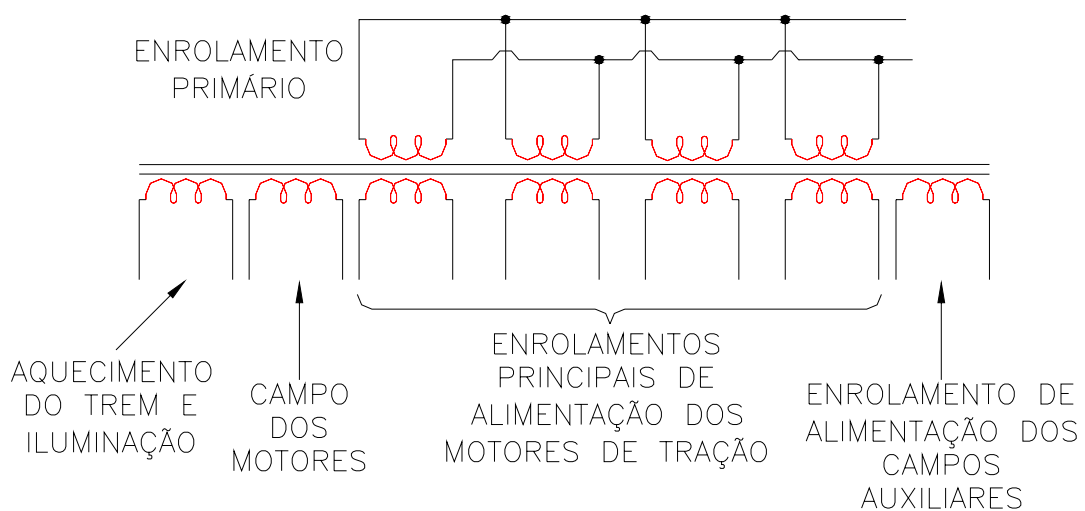 ENROLAMENTO
PRIMÁRIO
AQUECIMENTO
DO TREM E
ILUMINAÇÃO
CAMPO
DOS
MOTORES
ENROLAMENTOS
PRINCIPAIS DE
ALIMENTAÇÃO DOS
MOTORES DE TRAÇÃO
ENROLAMENTO DE
ALIMENTAÇÃO DOS
CAMPOS
AUXILIARES